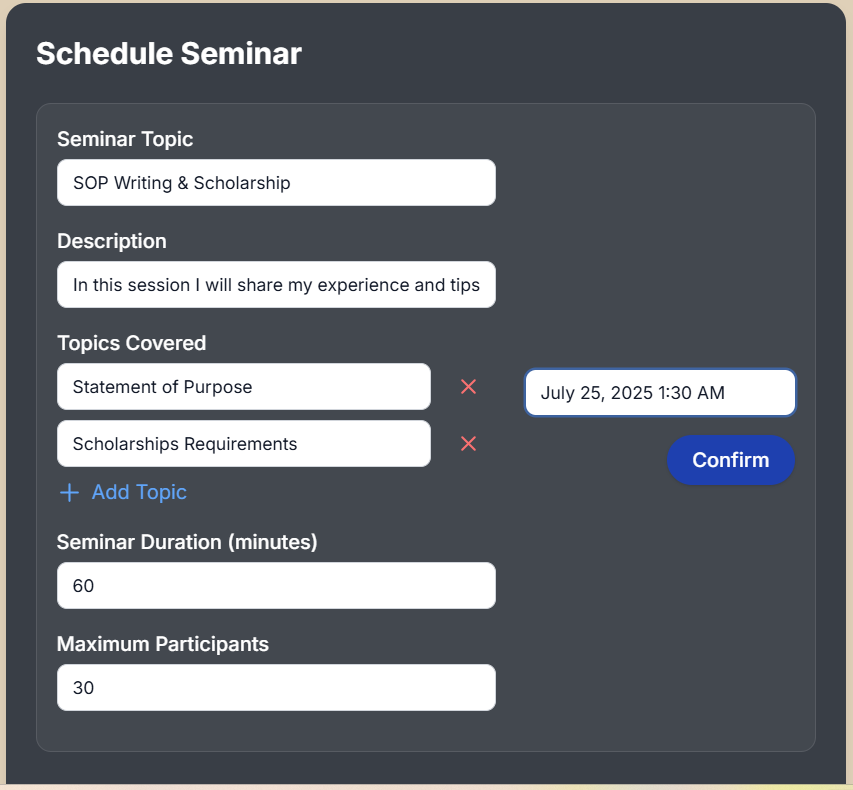 Schedule Seminar
Seminar Topic
SOP Writing & Scholarship
Description
In this session I will share my experience and tips
Topics Covered
Statement of Purpose
July 25, 2025 1:30 AM
Scholarships Requirements
Confirm
Add Topic
Seminar Duration (minutes)
60
Maximum Participants
30